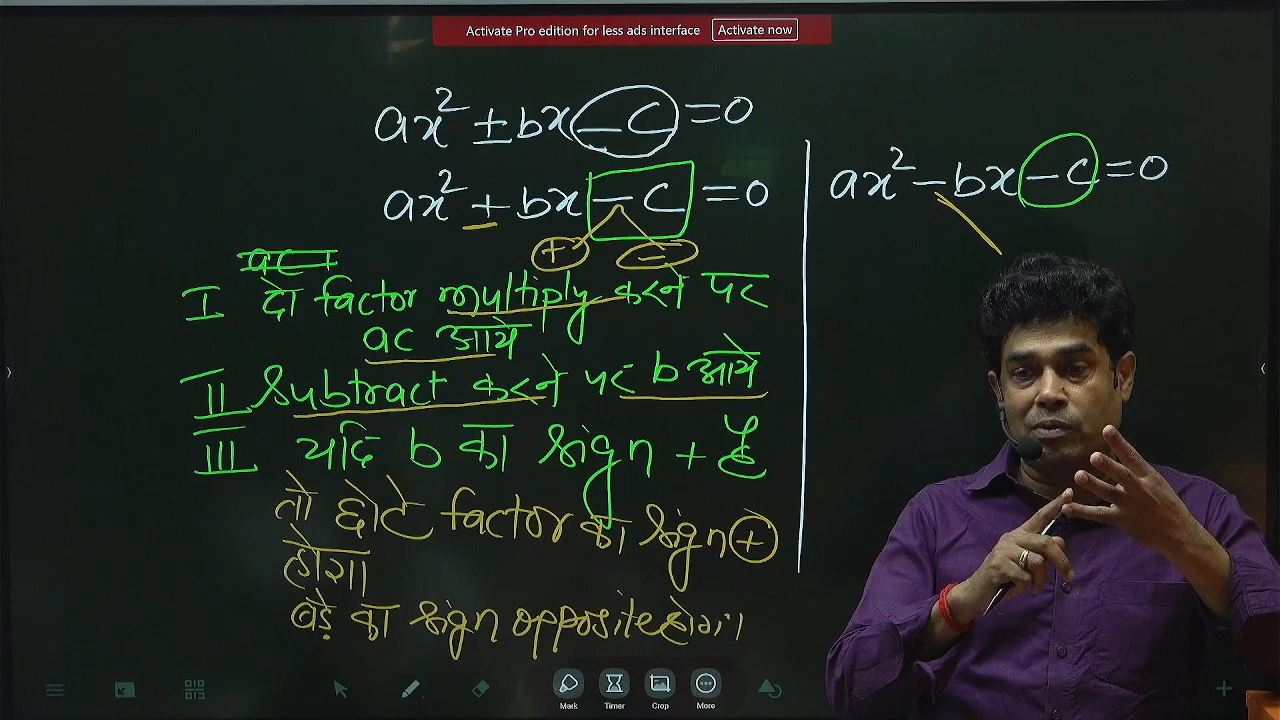 Activate Pro edition for less ads interface Activate now
ax² ± bx - c = 0
ax² ± bx - c = 0
+ -
I दो factor multiply करने पर
ac आये
II Subtract करने पर b आये
III यदि b का sign + है
तो छोटे factor का sign +
होगा
बड़े का sign opposite होगा।
ax² - bx - c = 0
Mark Timer Crop More